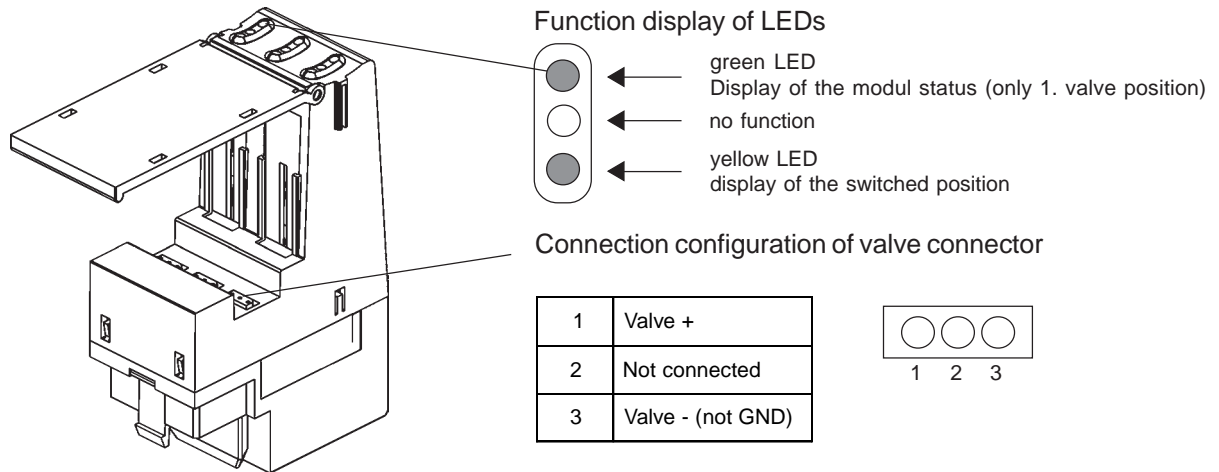 Function display of LEDs
green LED
Display of the modul status (only 1. valve position)
no function
yellow LED
display of the switched position
Connection configuration of valve connector
1 Valve +
2 Not connected
3 Valve - (not GND)
1 2 3